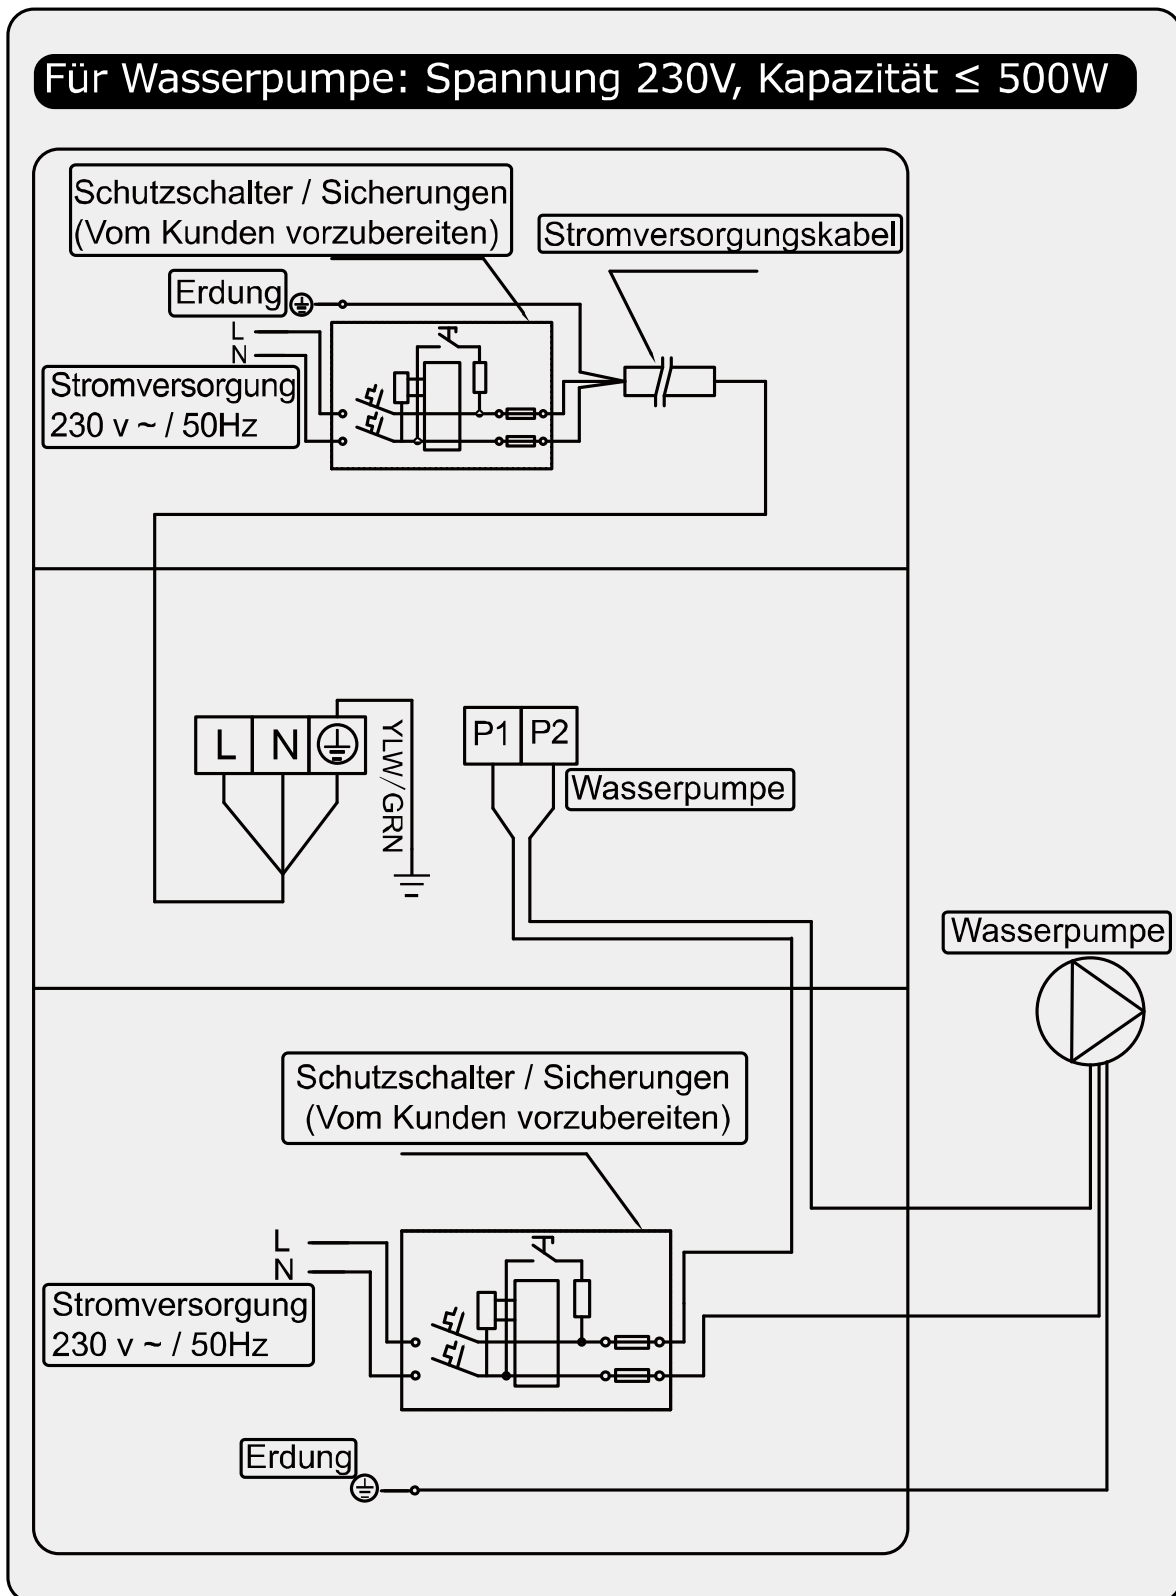 Für Wasserpumpe: Spannung 230V, Kapazität ≤ 500W
Schutzschalter / Sicherungen
(Vom Kunden vorzubereiten)
Stromversorgungskabel
Erdung
L
N
Stromversorgung
230 v ~ / 50Hz
L N
YLW/GRN
P1 P2
Wasserpumpe
Wasserpumpe
Schutzschalter / Sicherungen
(Vom Kunden vorzubereiten)
L
N
Stromversorgung
230 v ~ / 50Hz
Erdung